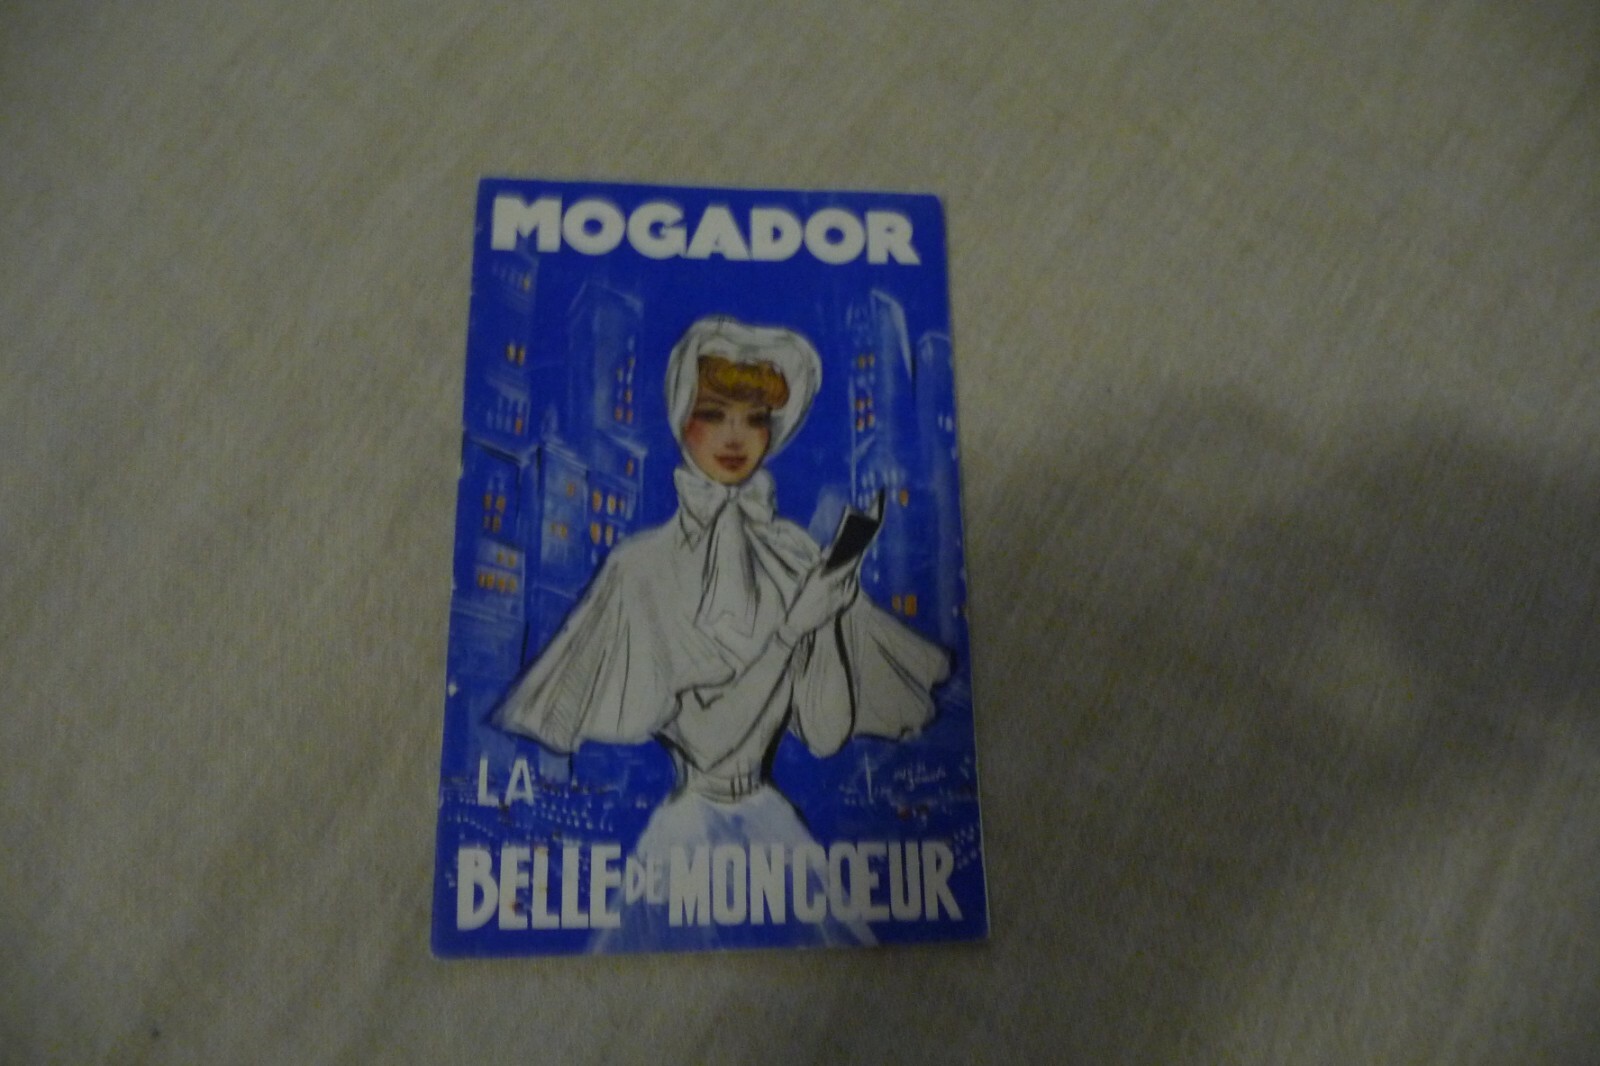 MOGADOR
LA
BELLE DE MON CŒUR